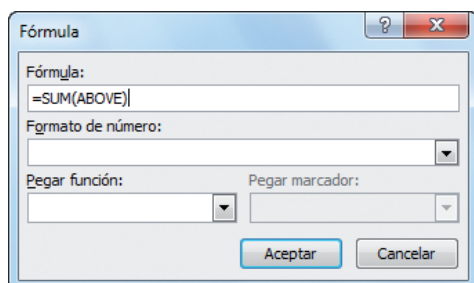 Fórmula
Fórmula:
=SUM(ABOVE)
Formato de número:
Pegar función:
Pegar marcador:
Aceptar
Cancelar